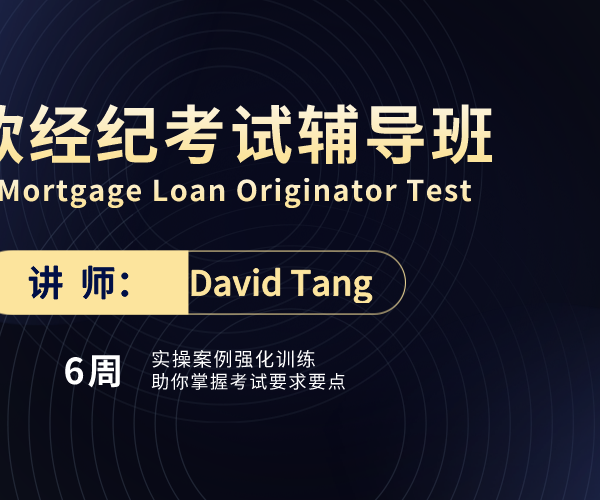 款经纪考试辅导班
Mortgage Loan Originator Test
讲 师: David Tang
6周
实操案例强化训练
助你掌握考试要求要点